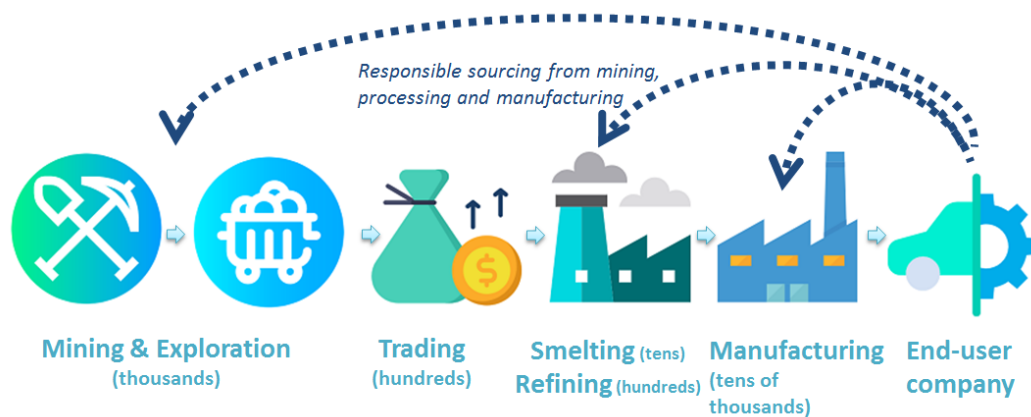 Responsible sourcing from mining,
processing and manufacturing
$
Mining & Exploration
(thousands)
Trading
(hundreds)
Smelting (tens)
Refining (hundreds)
Manufacturing
(tens of
thousands)
End-user
company